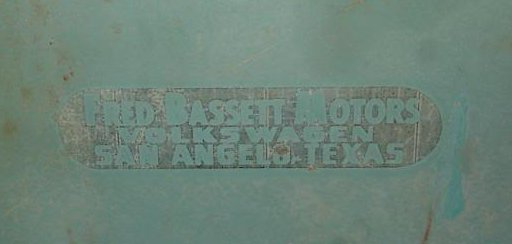 FRED BASSETT MOTORS
VOLKSWAGEN
SAN ANGELO, TEXAS